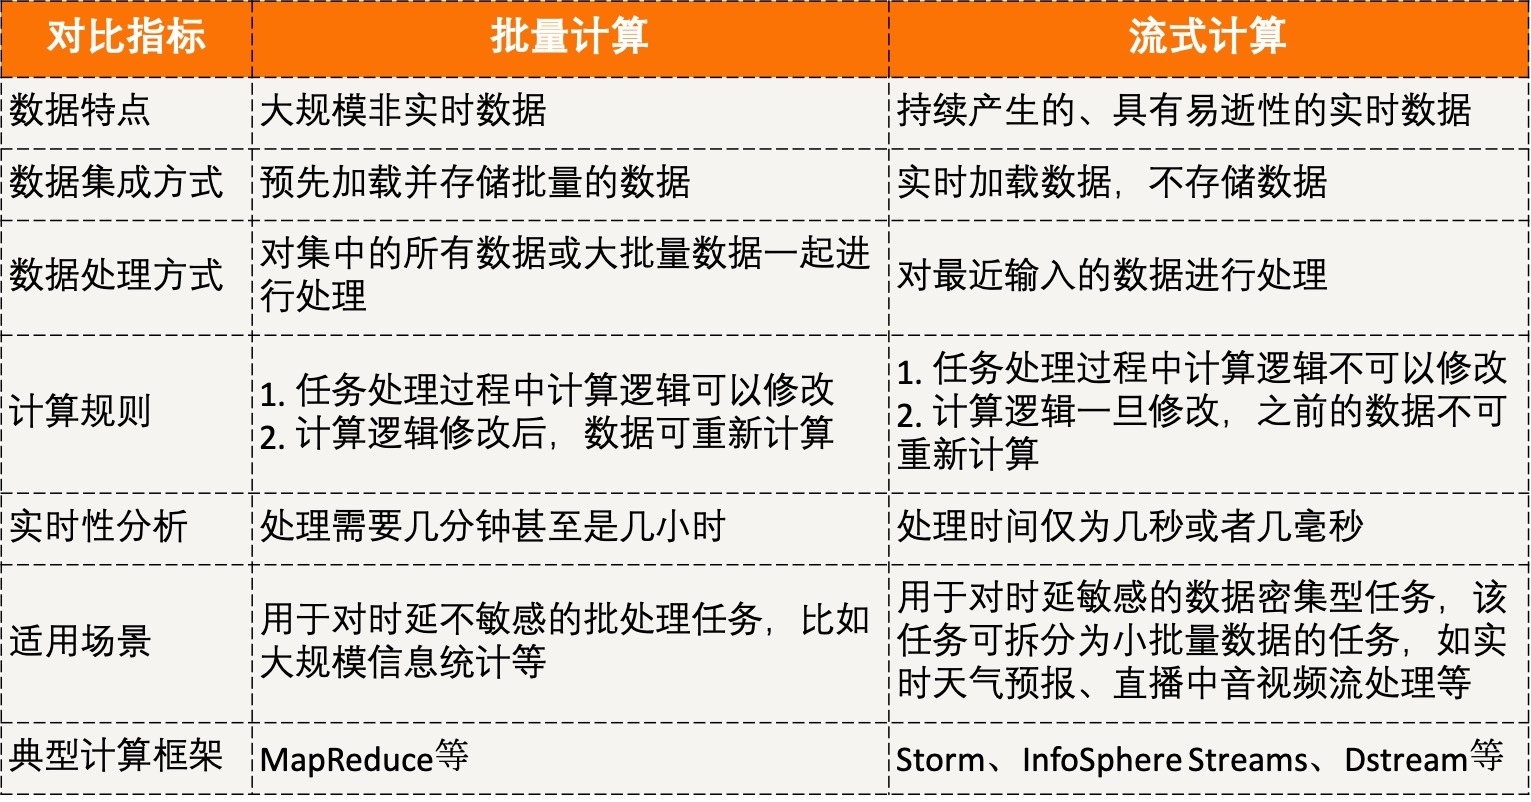 对比指标 批量计算 流式计算
数据特点 大规模非实时数据 持续产生的、具有易逝性的实时数据
数据集成方式 预先加载并存储批量的数据 实时加载数据，不存储数据
数据处理方式
对集中的所有数据或大批量数据一起进
行处理
对最近输入的数据进行处理
计算规则
1. 任务处理过程中计算逻辑可以修改
2. 计算逻辑修改后，数据可重新计算
1. 任务处理过程中计算逻辑不可以修改
2. 计算逻辑一旦修改，之前的数据不可
重新计算
实时性分析 处理需要几分钟甚至是几小时 处理时间仅为几秒或者几毫秒
适用场景
用于对时延不敏感的批处理任务，比如
大规模信息统计等
用于对时延敏感的数据密集型任务，该
任务可拆分为小批量数据的任务，如实
时天气预报、直播中音视频流处理等
典型计算框架 MapReduce等 Storm、InfoSphere Streams、Dstream等